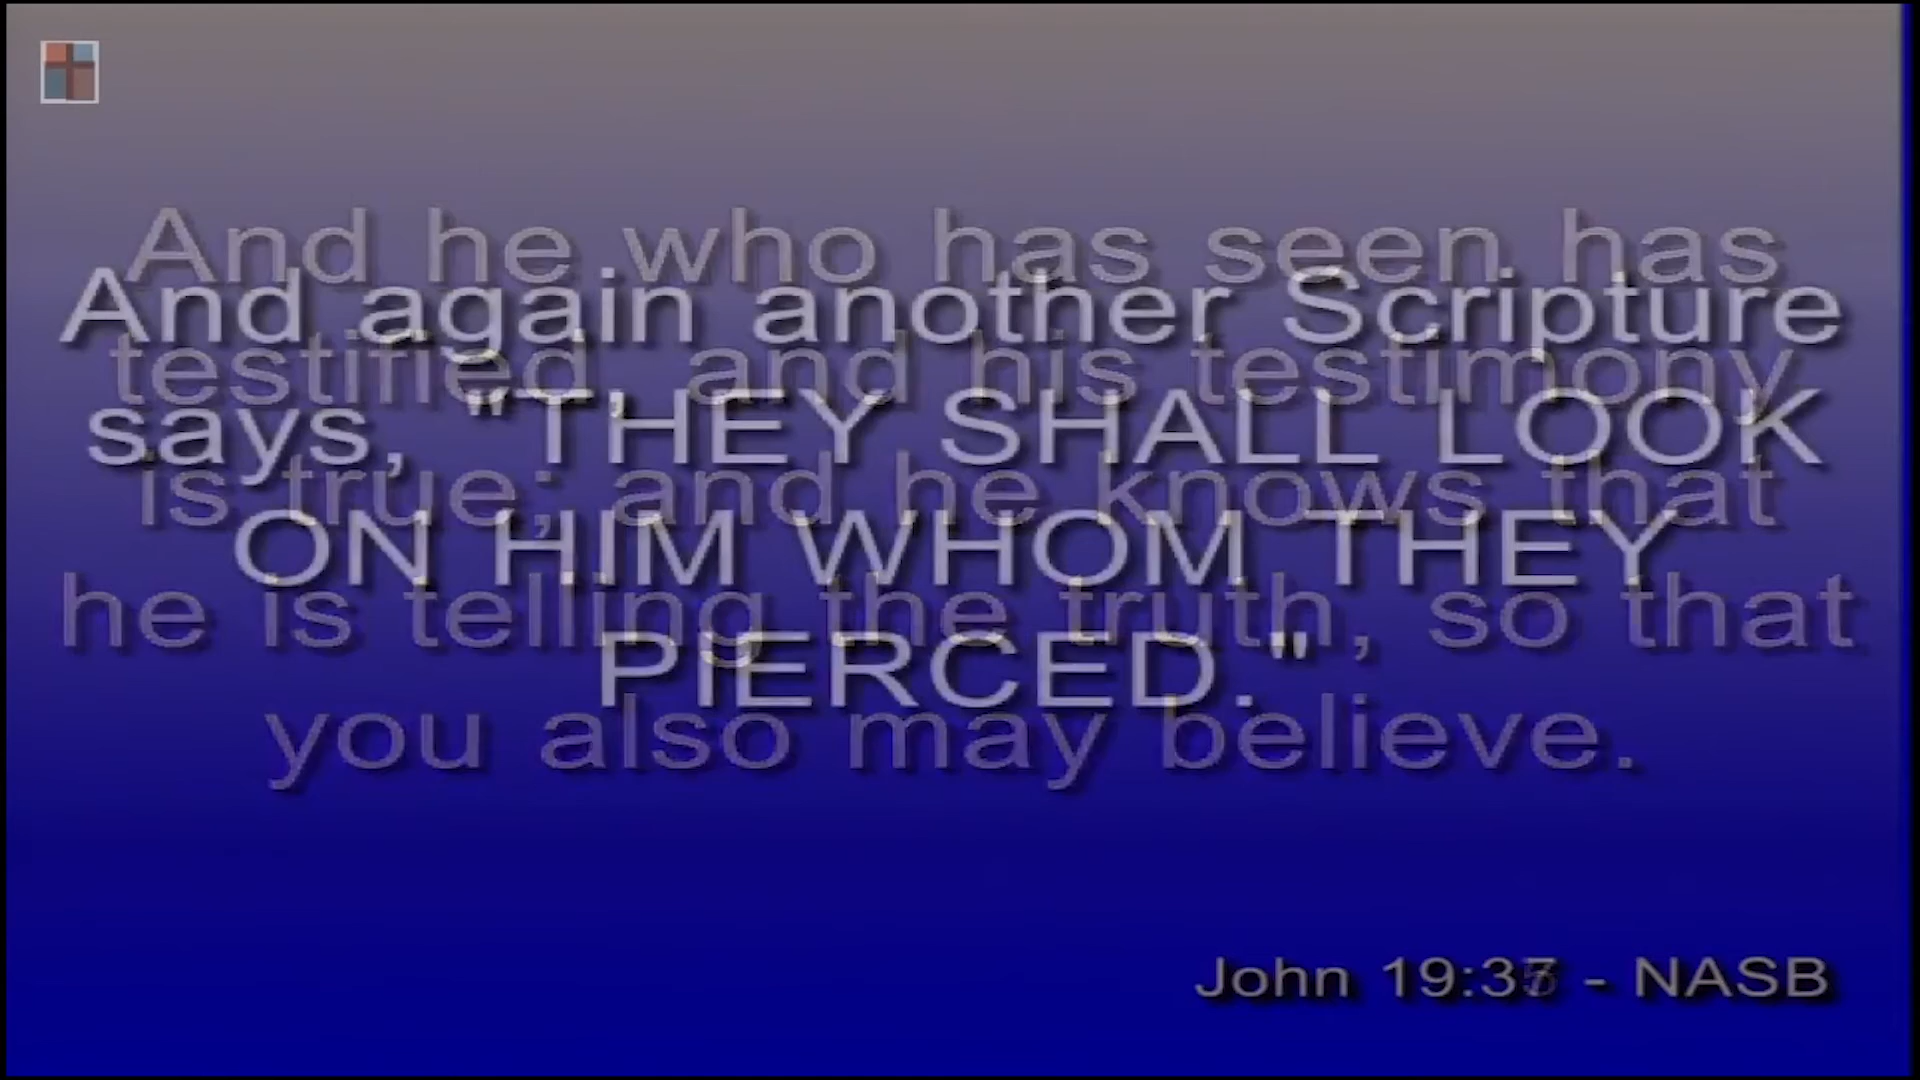 And he who has seen has
testified, and his testimony
is true; and he knows that
he is telling the truth, so that
you also may believe.
And again another Scripture
says, "THEY SHALL LOOK
ON HIM WHOM THEY
PIERCED."
John 19:37 - NASB